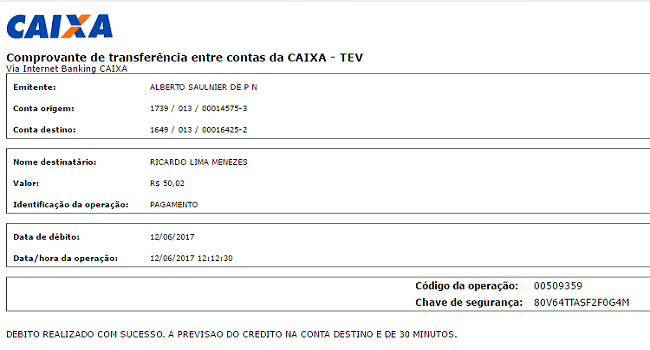 CAIXA
Comprovante de transferência entre contas da CAIXA - TEV
Via Internet Banking CAIXA
Emitente: ALBERTO SAULNIER DE P N
Conta origem: 1739 / 013 / 00014575-3
Conta destino: 1649 / 013 / 00016425-2
Nome destinatário: RICARDO LIMA MENEZES
Valor: R$ 50,02
Identificação da operação: PAGAMENTO
Data de débito: 12/06/2017
Data/hora da operação: 12/06/2017 12:12:30
Código da operação: 00509359
Chave de segurança: 80V64TTASF2F0G4M
DEBITO REALIZADO COM SUCESSO. A PREVISAO DO CREDITO NA CONTA DESTINO E DE 30 MINUTOS.